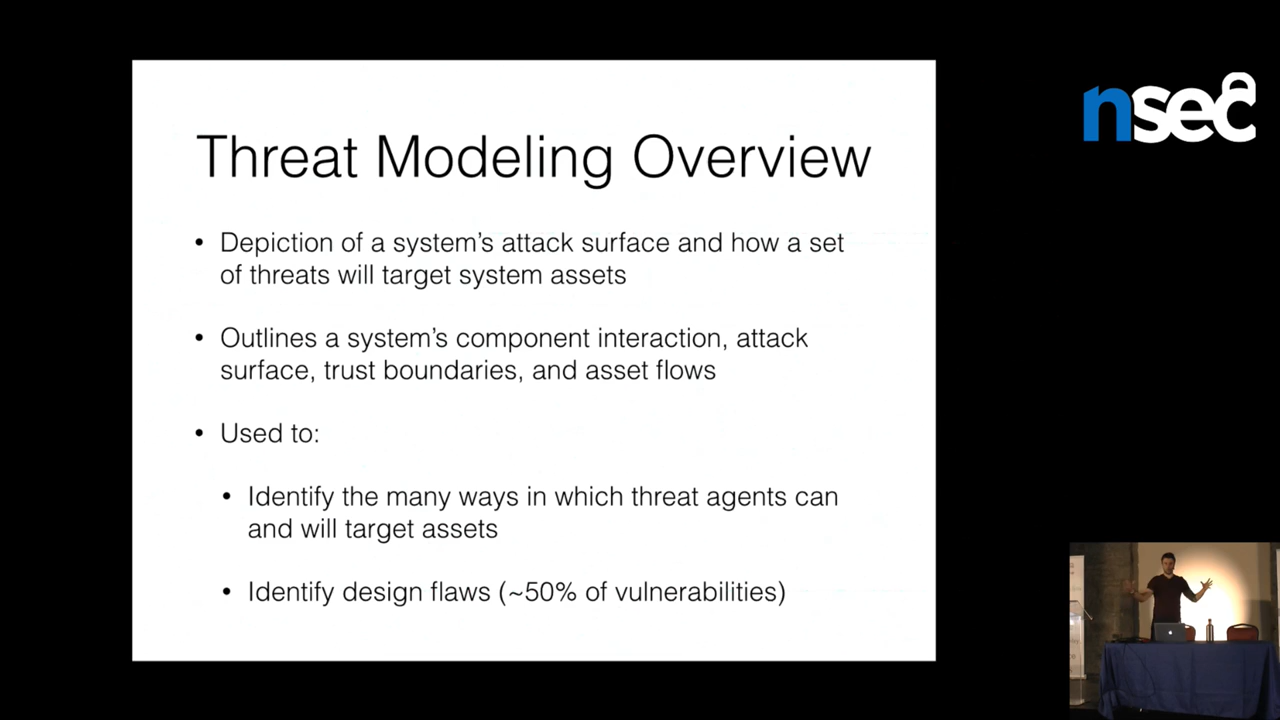 Threat Modeling Overview
nsec
• Depiction of a system's attack surface and how a set
of threats will target system assets
• Outlines a system's component interaction, attack
surface, trust boundaries, and asset flows
• Used to:
• Identify the many ways in which threat agents can
and will target assets
• Identify design flaws (~50% of vulnerabilities)